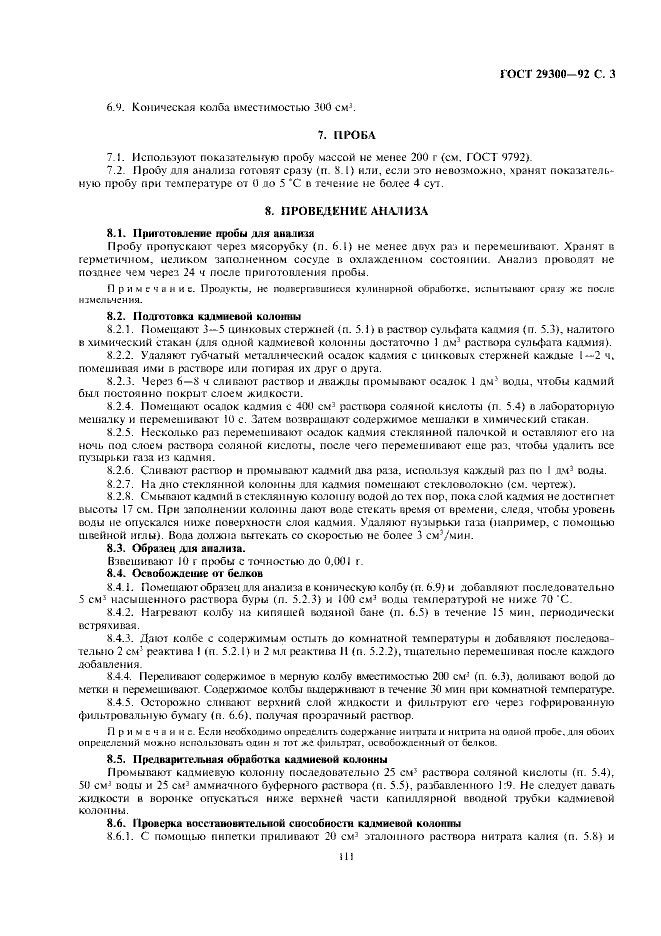 ГОСТ 29300—92 С. 3
6.9. Коническая колба вместимостью 300 см³.
7. ПРОБА
7.1. Используют показательную пробу массой не менее 200 г (см. ГОСТ 9792).
7.2. Пробу для анализа готовят сразу (п. 8.1) или, если это невозможно, хранят показатель-
ную пробу при температуре от 0 до 5 °С в течение не более 4 сут.
8. ПРОВЕДЕНИЕ АНАЛИЗА
8.1. Приготовление пробы для анализа
Пробу пропускают через мясорубку (п. 6.1) не менее двух раз и перемешивают. Хранят в
герметичном, целиком заполненном сосуде в охлажденном состоянии. Анализ проводят не
позднее чем через 24 ч после приготовления пробы.
Примечание. Продукты, не подвергавшиеся кулинарной обработке, испытывают сразу же после
измельчения.
8.2. Подготовка кадмиевой колонны
8.2.1. Помещают 3—5 цинковых стержней (п. 5.1) в раствор сульфата кадмия (п. 5.3), налитого
в химический стакан (для одной кадмиевой колонны достаточно 1 дм³ раствора сульфата кадмия).
8.2.2. Удаляют губчатый металлический осадок кадмия с цинковых стержней каждые 1—2 ч,
помешивая ими в растворе или потирая их друг о друга.
8.2.3. Через 6—8 ч сливают раствор и дважды промывают осадок 1 дм³ воды, чтобы кадмий
был постоянно покрыт слоем жидкости.
8.2.4. Помещают осадок кадмия с 400 см³ раствора соляной кислоты (п. 5.4) в лабораторную
мешалку и перемешивают 10 с. Затем возвращают содержимое мешалки в химический стакан.
8.2.5. Несколько раз перемешивают осадок кадмия стеклянной палочкой и оставляют его на
ночь под слоем раствора соляной кислоты, после чего перемешивают еще раз, чтобы удалить все
пузырьки газа из кадмия.
8.2.6. Сливают раствор и промывают кадмий два раза, используя каждый раз по 1 дм³ воды.
8.2.7. На дно стеклянной колонны для кадмия помещают стекловолокно (см. чертеж).
8.2.8. Смывают кадмий в стеклянную колонну водой до тех пор, пока слой кадмия не достигнет
высоты 17 см. При заполнении колонны дают воде стекать время от времени, следя, чтобы уровень
воды не опускался ниже поверхности слоя кадмия. Удаляют пузырьки газа (например, с помощью
швейной иглы). Вода должна вытекать со скоростью не более 3 см³/мин.
8.3. Образец для анализа.
Взвешивают 10 г пробы с точностью до 0,001 г.
8.4. Освобождение от белков
8.4.1. Помещают образец для анализа в коническую колбу (п. 6.9) и добавляют последовательно
5 см³ насыщенного раствора буры (п. 5.2.3) и 100 см³ воды температурой не ниже 70 °С.
8.4.2. Нагревают колбу на кипящей водяной бане (п. 6.5) в течение 15 мин, периодически
встряхивая.
8.4.3. Дают колбе с содержимым остыть до комнатной температуры и добавляют последова-
тельно 2 см³ реактива I (п. 5.2.1) и 2 мл реактива II (п. 5.2.2), тщательно перемешивая после каждого
добавления.
8.4.4. Переливают содержимое в мерную колбу вместимостью 200 см³ (п. 6.3), доливают водой до
метки и перемешивают. Содержимое колбы выдерживают в течение 30 мин при комнатной температуре.
8.4.5. Осторожно сливают верхний слой жидкости и фильтруют его через гофрированную
фильтровальную бумагу (п. 6.6), получая прозрачный раствор.
Примечание. Если необходимо определить содержание нитрата и нитрита на одной пробе, для обоих
определений можно использовать один и тот же фильтрат, освобожденный от белков.
8.5. Предварительная обработка кадмиевой колонны
Промывают кадмиевую колонну последовательно 25 см³ раствора соляной кислоты (п. 5.4),
50 см³ воды и 25 см³ аммиачного буферного раствора (п. 5.5), разбавленного 1:9. Не следует давать
жидкости в воронке опускаться ниже верхней части капиллярной вводной трубки кадмиевой
колонны.
8.6. Проверка восстановительной способности кадмиевой колонны
8.6.1. С помощью пипетки приливают 20 см³ эталонного раствора нитрата калия (п. 5.8) и
111